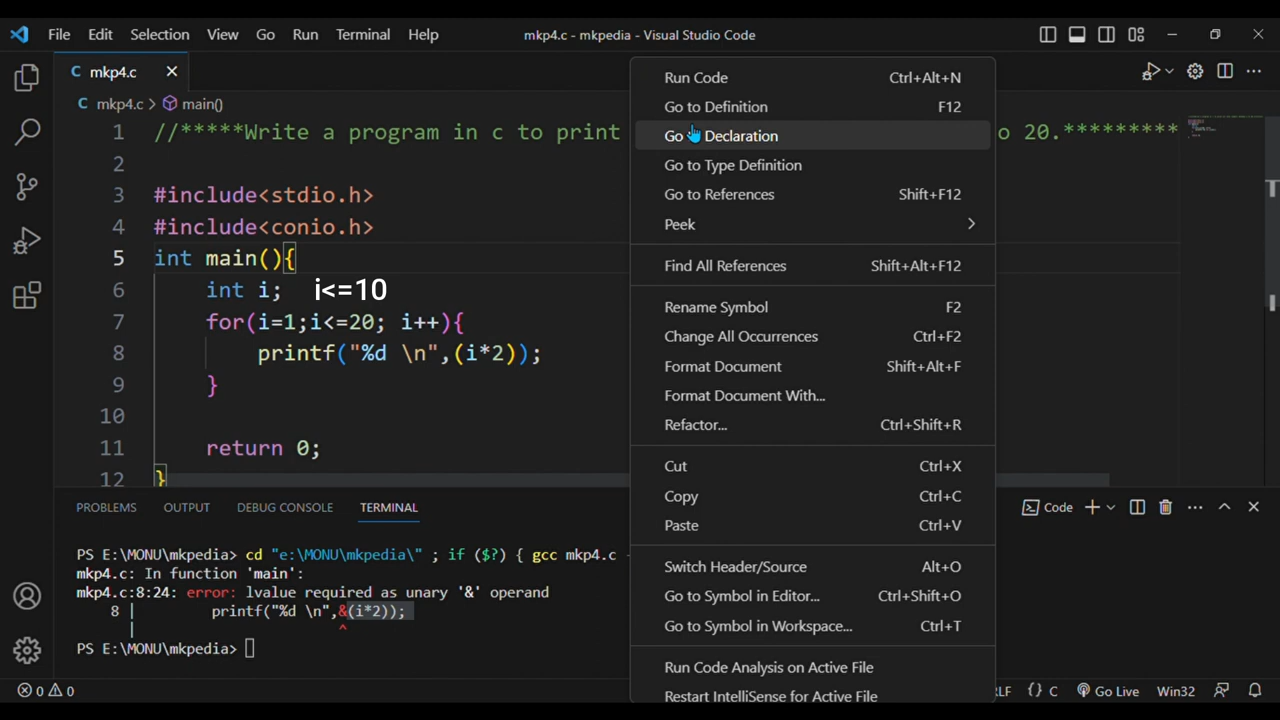 File Edit Selection View Go Run Terminal Help mkp4.c - mkpedia - Visual Studio Code
C mkp4.c
C mkp4.c > main()
1 //*****Write a program in c to print o 20.*********
2
3 #include<stdio.h>
4 #include<conio.h>
5 int main(){
6 int i; i<=10
7 for(i=1;i<=20; i++){
8 printf("%d \n",(i*2));
9 }
10
11 return 0;
12 }
Run Code Ctrl+Alt+N
Go to Definition F12
Go Declaration
Go to Type Definition
Go to References Shift+F12
Peek
Find All References Shift+Alt+F12
Rename Symbol F2
Change All Occurrences Ctrl+F2
Format Document Shift+Alt+F
Format Document With...
Refactor... Ctrl+Shift+R
Cut Ctrl+X
Copy Ctrl+C
Paste Ctrl+V
Switch Header/Source Alt+O
Go to Symbol in Editor... Ctrl+Shift+O
Go to Symbol in Workspace... Ctrl+T
Run Code Analysis on Active File
Restart IntelliSense for Active File
PROBLEMS OUTPUT DEBUG CONSOLE TERMINAL Code
PS E:\MONU\mkpedia> cd "e:\MONU\mkpedia\" ; if ($?) { gcc mkp4.c -
mkp4.c: In function 'main':
mkp4.c:8:24: error: lvalue required as unary '&' operand
8 | printf("%d \n",&(i*2));
| ^
PS E:\MONU\mkpedia>
0 0 LF {} C Go Live Win32